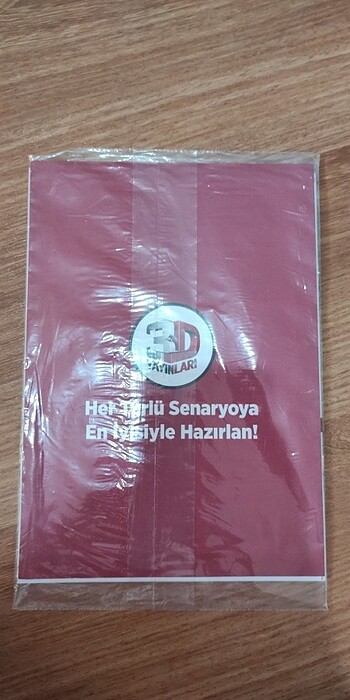 3D
YAYINLARI
Her Türlü Senaryoya
En İyisiyle Hazırlan!